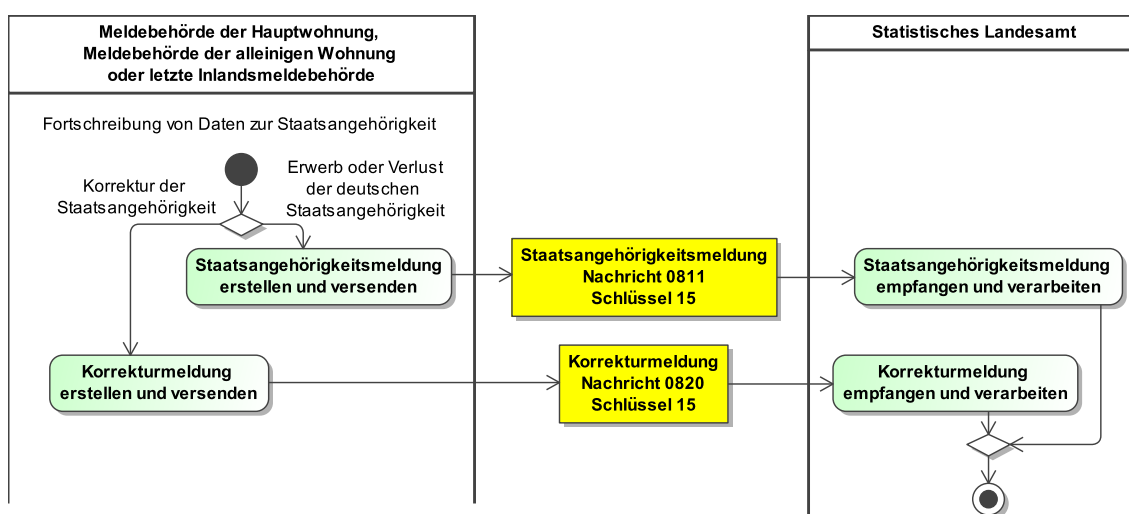 Meldebehörde der Hauptwohnung,
Meldebehörde der alleinigen Wohnung
oder letzte Inlandsmeldebehörde
Statistisches Landesamt
Fortschreibung von Daten zur Staatsangehörigkeit
Korrektur der
Staatsangehörigkeit
Erwerb oder Verlust
der deutschen
Staatsangehörigkeit
Staatsangehörigkeitsmeldung
erstellen und versenden
Staatsangehörigkeitsmeldung
Nachricht 0811
Schlüssel 15
Staatsangehörigkeitsmeldung
empfangen und verarbeiten
Korrekturmeldung
erstellen und versenden
Korrekturmeldung
Nachricht 0820
Schlüssel 15
Korrekturmeldung
empfangen und verarbeiten